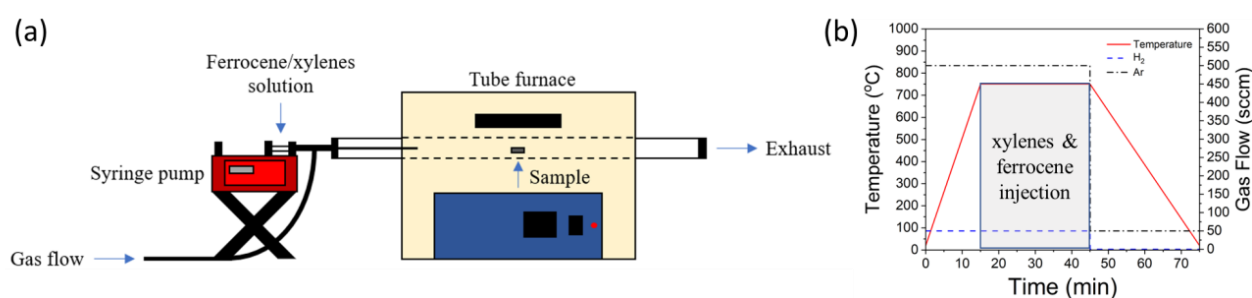 (a)
Ferrocene/xylenes
solution
Tube furnace
Syringe pump
Sample
Exhaust
Gas flow
(b)
Temperature (°C)
1000
900
800
700
600
500
400
300
200
100
0
Temperature
H₂
Ar
xylenes &
ferrocene
injection
600
550
500
450
400
350
300
250
200
150
100
50
0
Gas Flow (sccm)
0 10 20 30 40 50 60 70
Time (min)